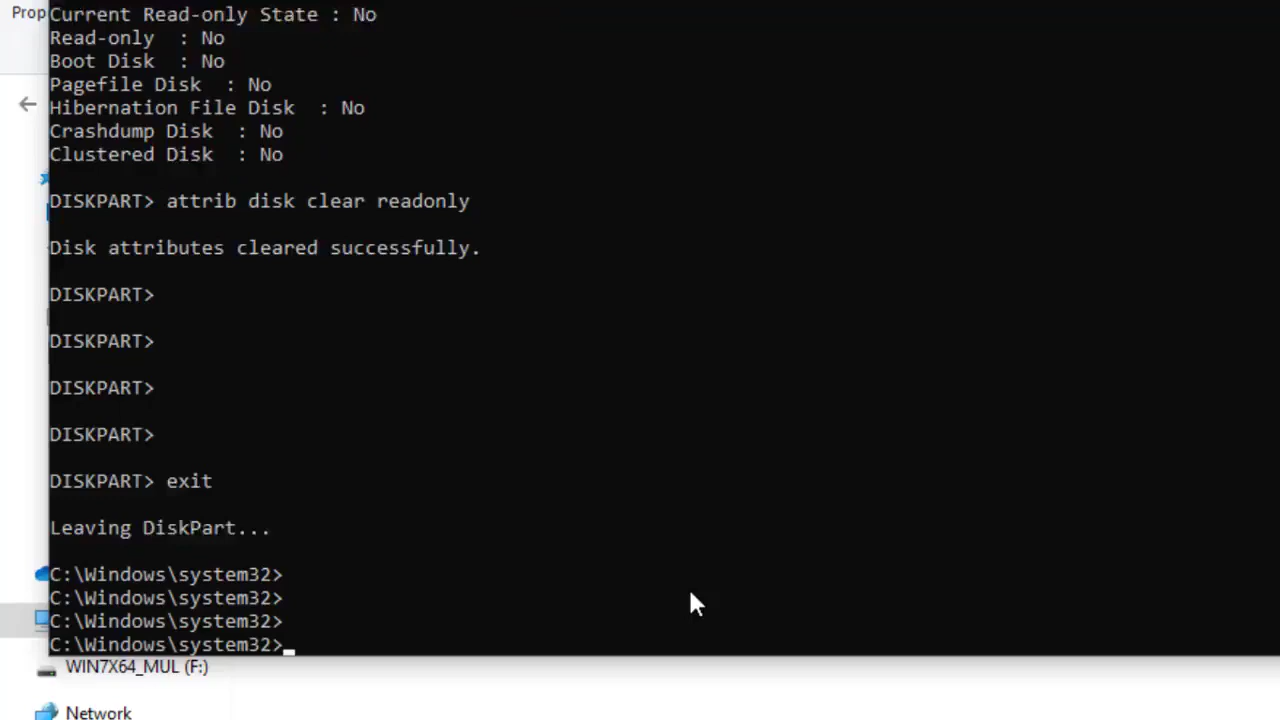 Prop
Current Read-only State : No
Read-only  : No
Boot Disk  : No
Pagefile Disk  : No
Hibernation File Disk  : No
Crashdump Disk  : No
Clustered Disk  : No
DISKPART> attrib disk clear readonly
Disk attributes cleared successfully.
DISKPART>
DISKPART>
DISKPART>
DISKPART>
DISKPART> exit
Leaving DiskPart...
C:\Windows\system32>
C:\Windows\system32>
C:\Windows\system32>
C:\Windows\system32>
WIN7X64_MUL (F:)
Network